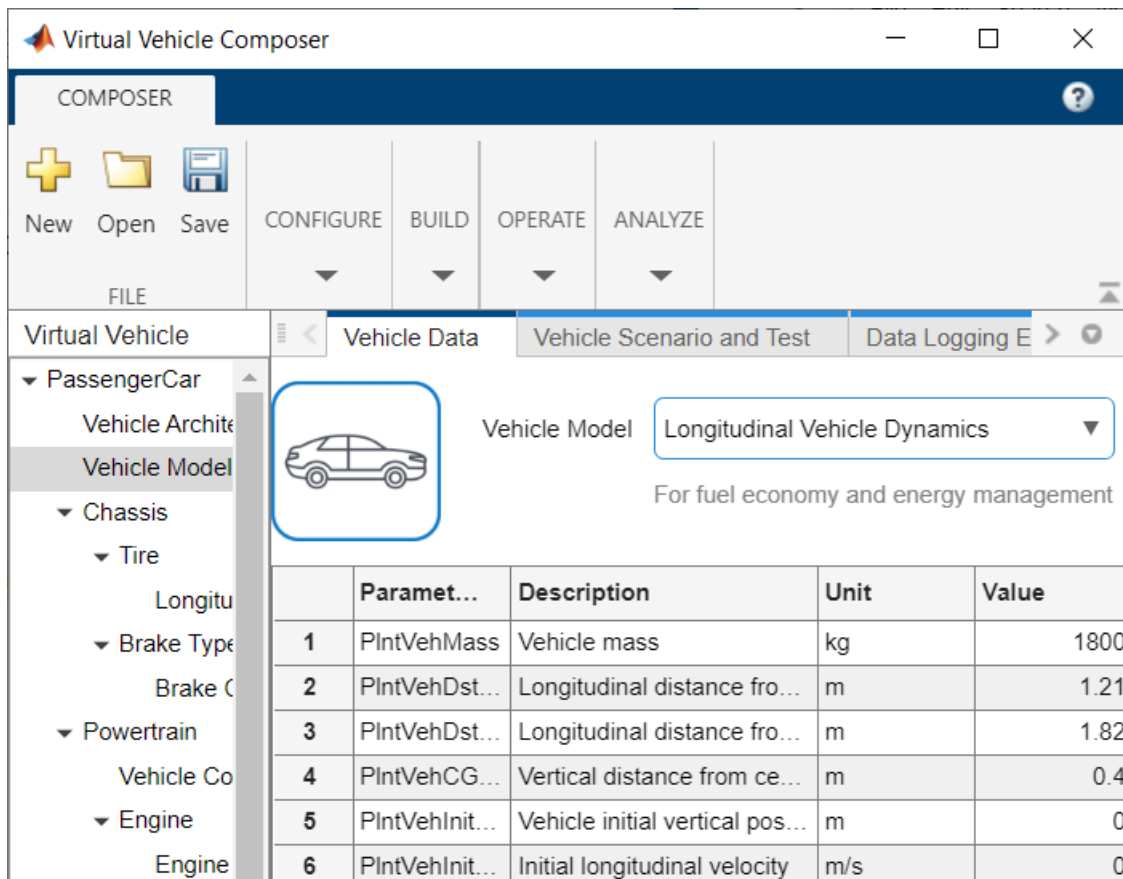 Virtual Vehicle Composer
COMPOSER
New Open Save
CONFIGURE BUILD OPERATE ANALYZE
FILE
Virtual Vehicle
Vehicle Data Vehicle Scenario and Test Data Logging E
PassengerCar
Vehicle Archite
Vehicle Model
Chassis
Tire
Longitu
Brake Type
Brake C
Powertrain
Vehicle Co
Engine
Engine
Vehicle Model Longitudinal Vehicle Dynamics
For fuel economy and energy management
Paramet... Description Unit Value
1 PlntVehMass Vehicle mass kg 1800
2 PlntVehDst... Longitudinal distance fro... m 1.21
3 PlntVehDst... Longitudinal distance fro... m 1.82
4 PlntVehCG... Vertical distance from ce... m 0.4
5 PlntVehInit... Vehicle initial vertical pos... m 0
6 PlntVehInit... Initial longitudinal velocity m/s 0